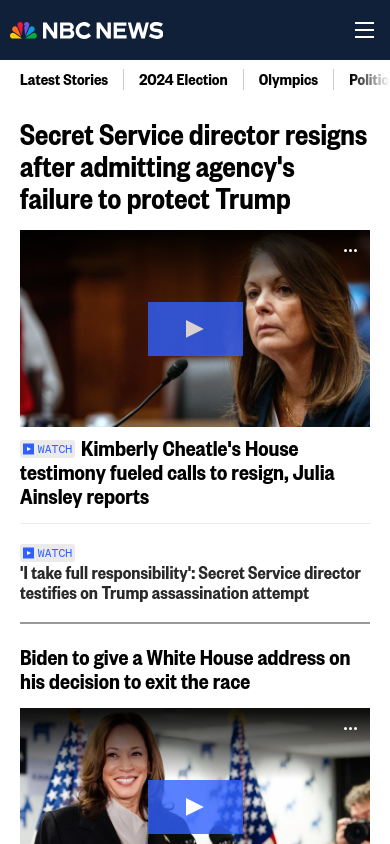 NBC NEWS
Latest Stories
2024 Election
Olympics
Politic
Secret Service director resigns
after admitting agency's
failure to protect Trump
WATCH Kimberly Cheatle's House
testimony fueled calls to resign, Julia
Ainsley reports
WATCH
'I take full responsibility': Secret Service director
testifies on Trump assassination attempt
Biden to give a White House address on
his decision to exit the race